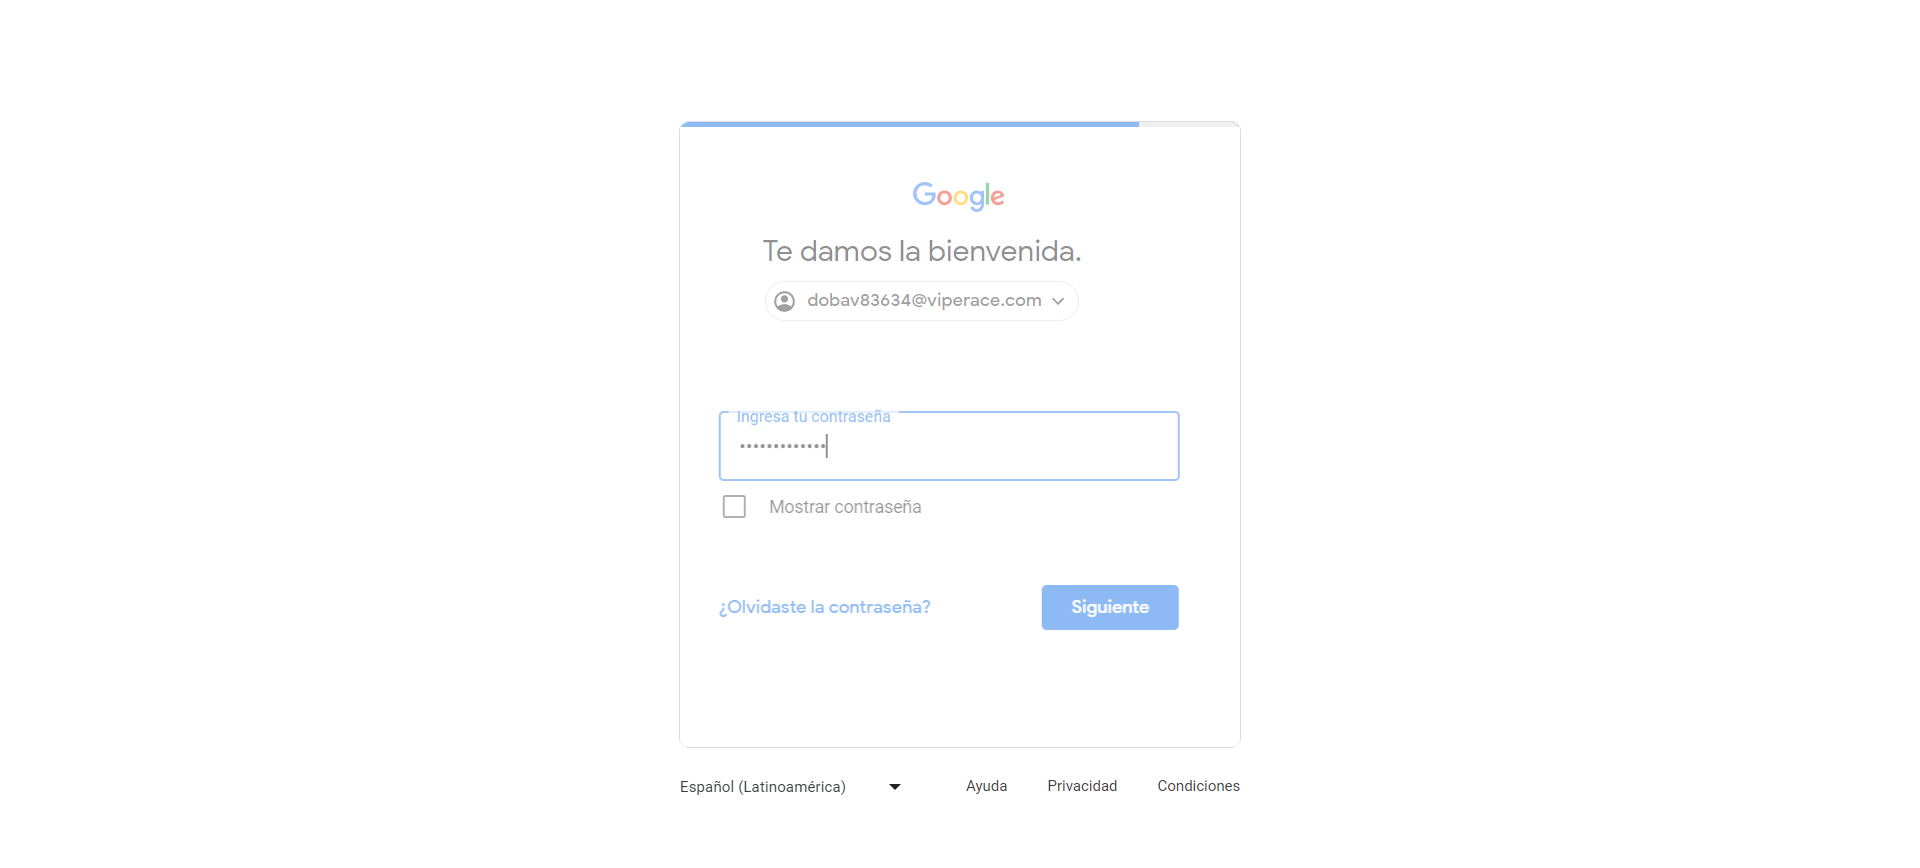 Google
Te damos la bienvenida.
dobav83634@viperace.com
Ingresa tu contraseña
•••••••••••••
Mostrar contraseña
¿Olvidaste la contraseña?
Siguiente
Español (Latinoamérica)
Ayuda
Privacidad
Condiciones